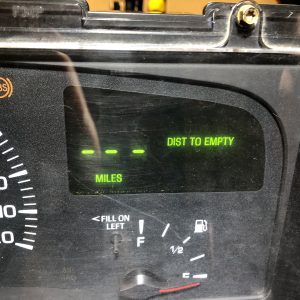 DIST TO EMPTY
- - -
MILES
<FILL ON
LEFT
F
1/2